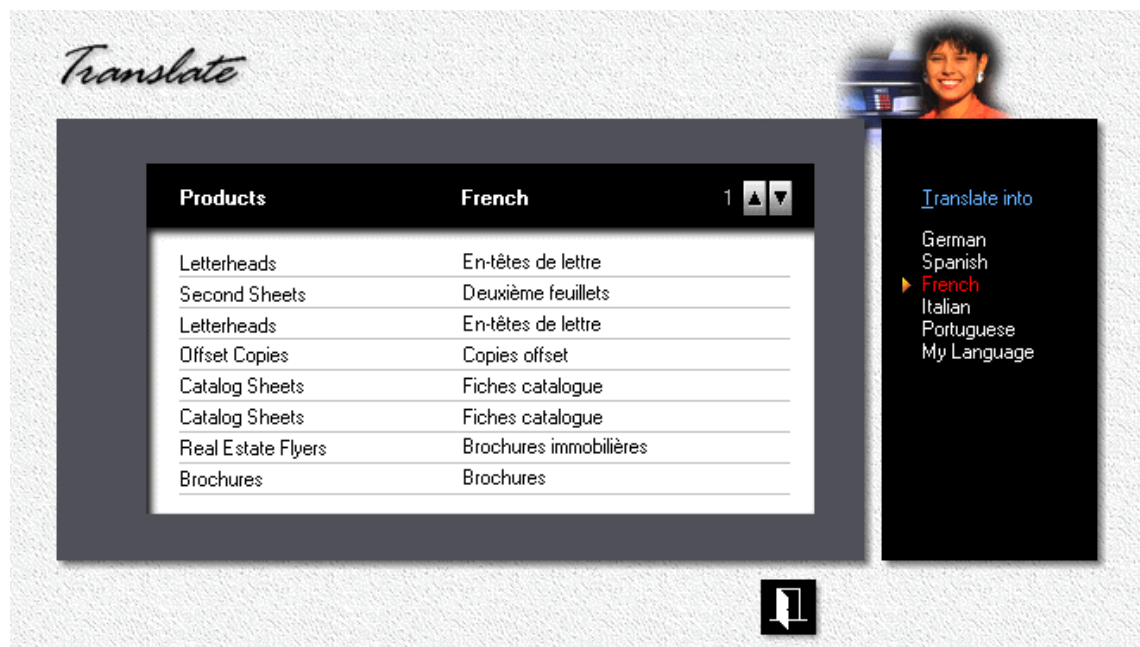 Translate
Products French 1
Letterheads En-têtes de lettre
Second Sheets Deuxième feuillets
Letterheads En-têtes de lettre
Offset Copies Copies offset
Catalog Sheets Fiches catalogue
Catalog Sheets Fiches catalogue
Real Estate Flyers Brochures immobilières
Brochures Brochures
Translate into
German
Spanish
French
Italian
Portuguese
My Language